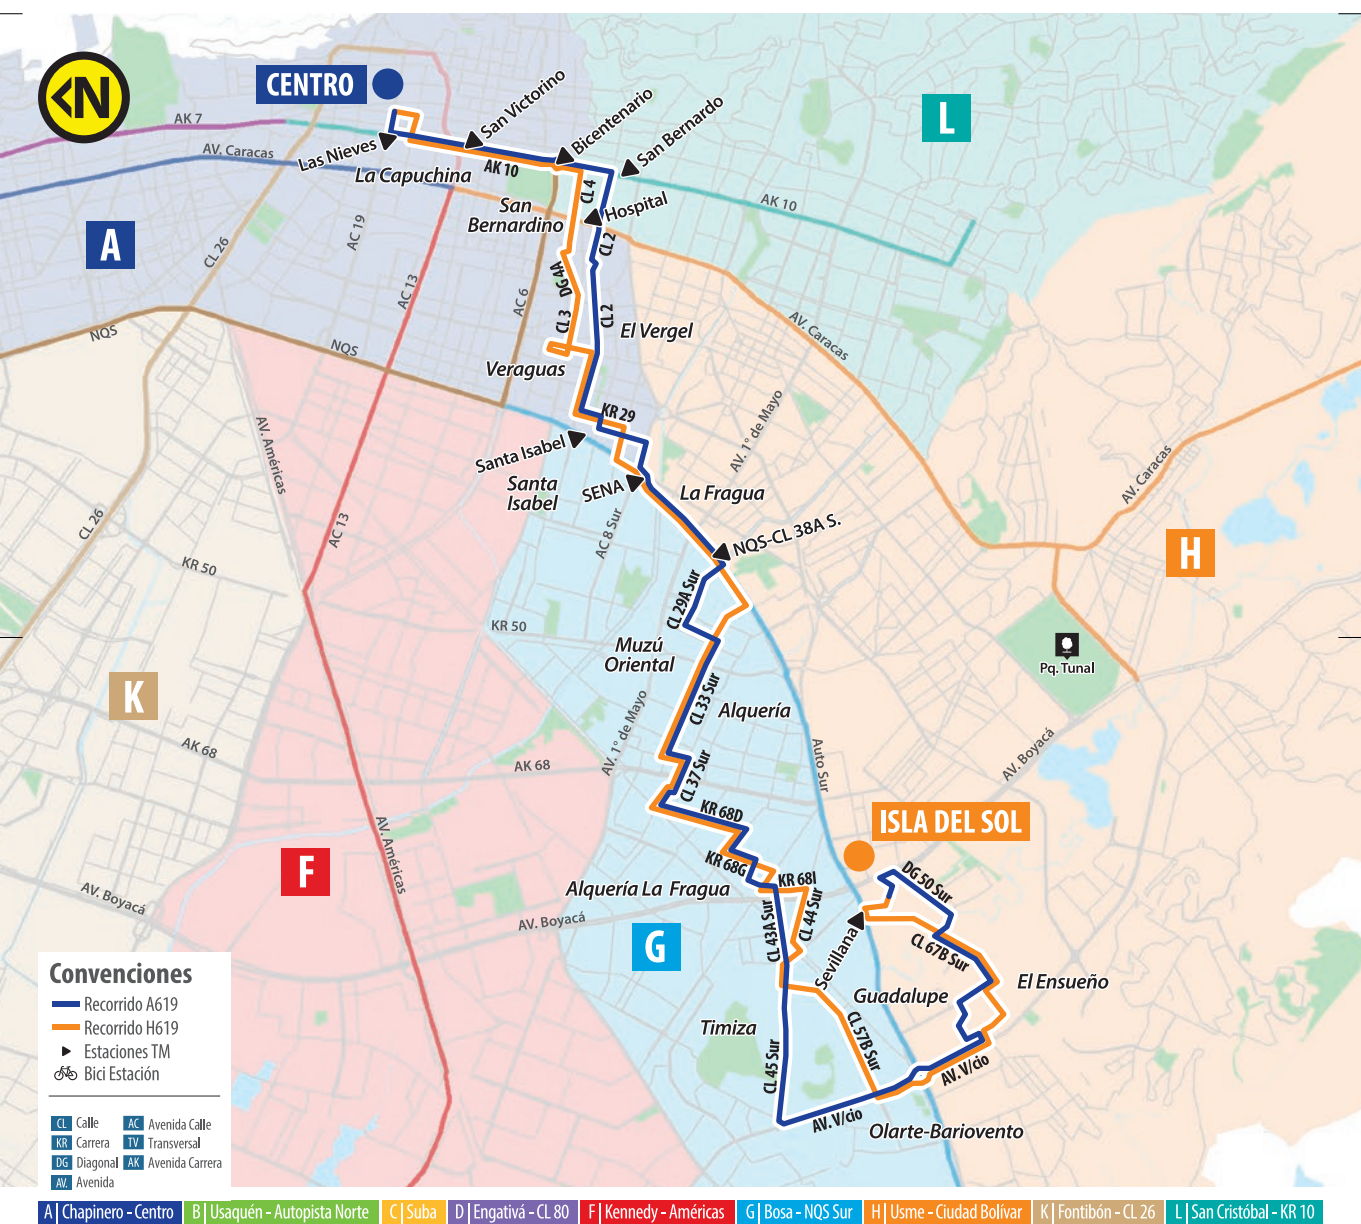 N
CENTRO
L
AK 7
AV. Caracas
Las Nieves
San Victorino
Bicentenario
San Bernardo
La Capuchina
AK 10
CL 4
San
Bernardino
Hospital
AK 10
A
CL 26
AC 19
AC 13
CL 2
DG 4A
AC 6
CL 3
CL 2
El Vergel
AV. Caracas
NQS
NQS
Veraguas
KR 29
AV. 1° de Mayo
AV. Américas
Santa Isabel
Santa
Isabel
SENA
La Fragua
AV. Caracas
CL 26
AC 13
AC 8 Sur
NQS-CL 38A S.
H
KR 50
CL 29A Sur
KR 50
Muzú
Oriental
Pq. Tunal
K
CL 33 Sur
Alquería
AV. 1° de Mayo
AK 68
AK 68
CL 37 Sur
Auto Sur
AV. Boyacá
KR 68D
ISLA DEL SOL
AV. Américas
F
KR 68G
KR 68I
DG 50 Sur
Alquería La Fragua
AV. Boyacá
AV. Boyacá
CL 43A Sur
CL 44 Sur
G
Sevillana
CL 67B Sur
El Ensueño
Guadalupe
Timiza
CL 57B Sur
CL 45 Sur
AV. V/cio
AV. V/cio
Olarte-Bariovento
Convenciones
Recorrido A619
Recorrido H619
Estaciones TM
Bici Estación
CL Calle
AC Avenida Calle
KR Carrera
TV Transversal
DG Diagonal
AK Avenida Carrera
AV. Avenida
A | Chapinero - Centro
B | Usaquén - Autopista Norte
C | Suba
D | Engativá - CL 80
F | Kennedy - Américas
G | Bosa - NQS Sur
H | Usme - Ciudad Bolívar
K | Fontibón - CL 26
L | San Cristóbal - KR 10